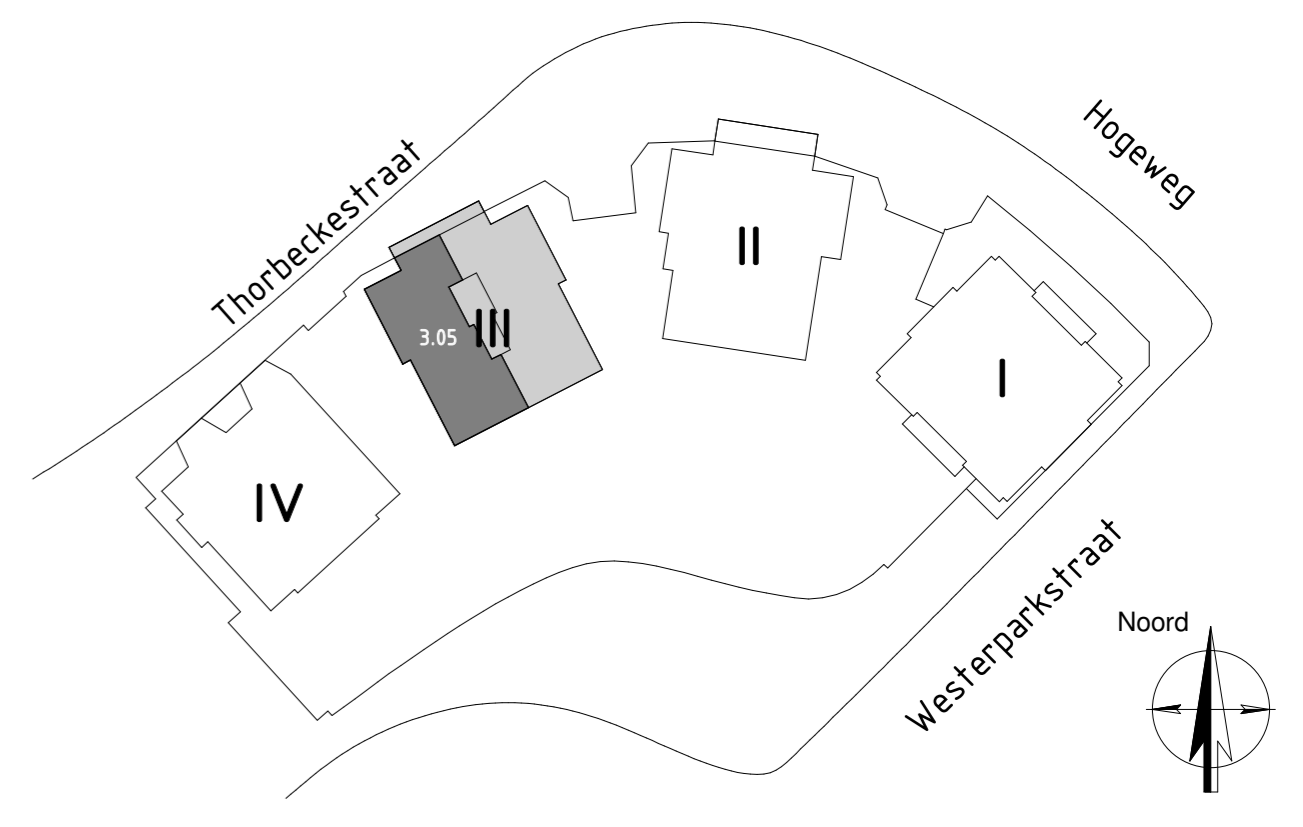 Hogeweg
Thorbeckestraat
II
3.05
III
I
IV
Westerparkstraat
Noord